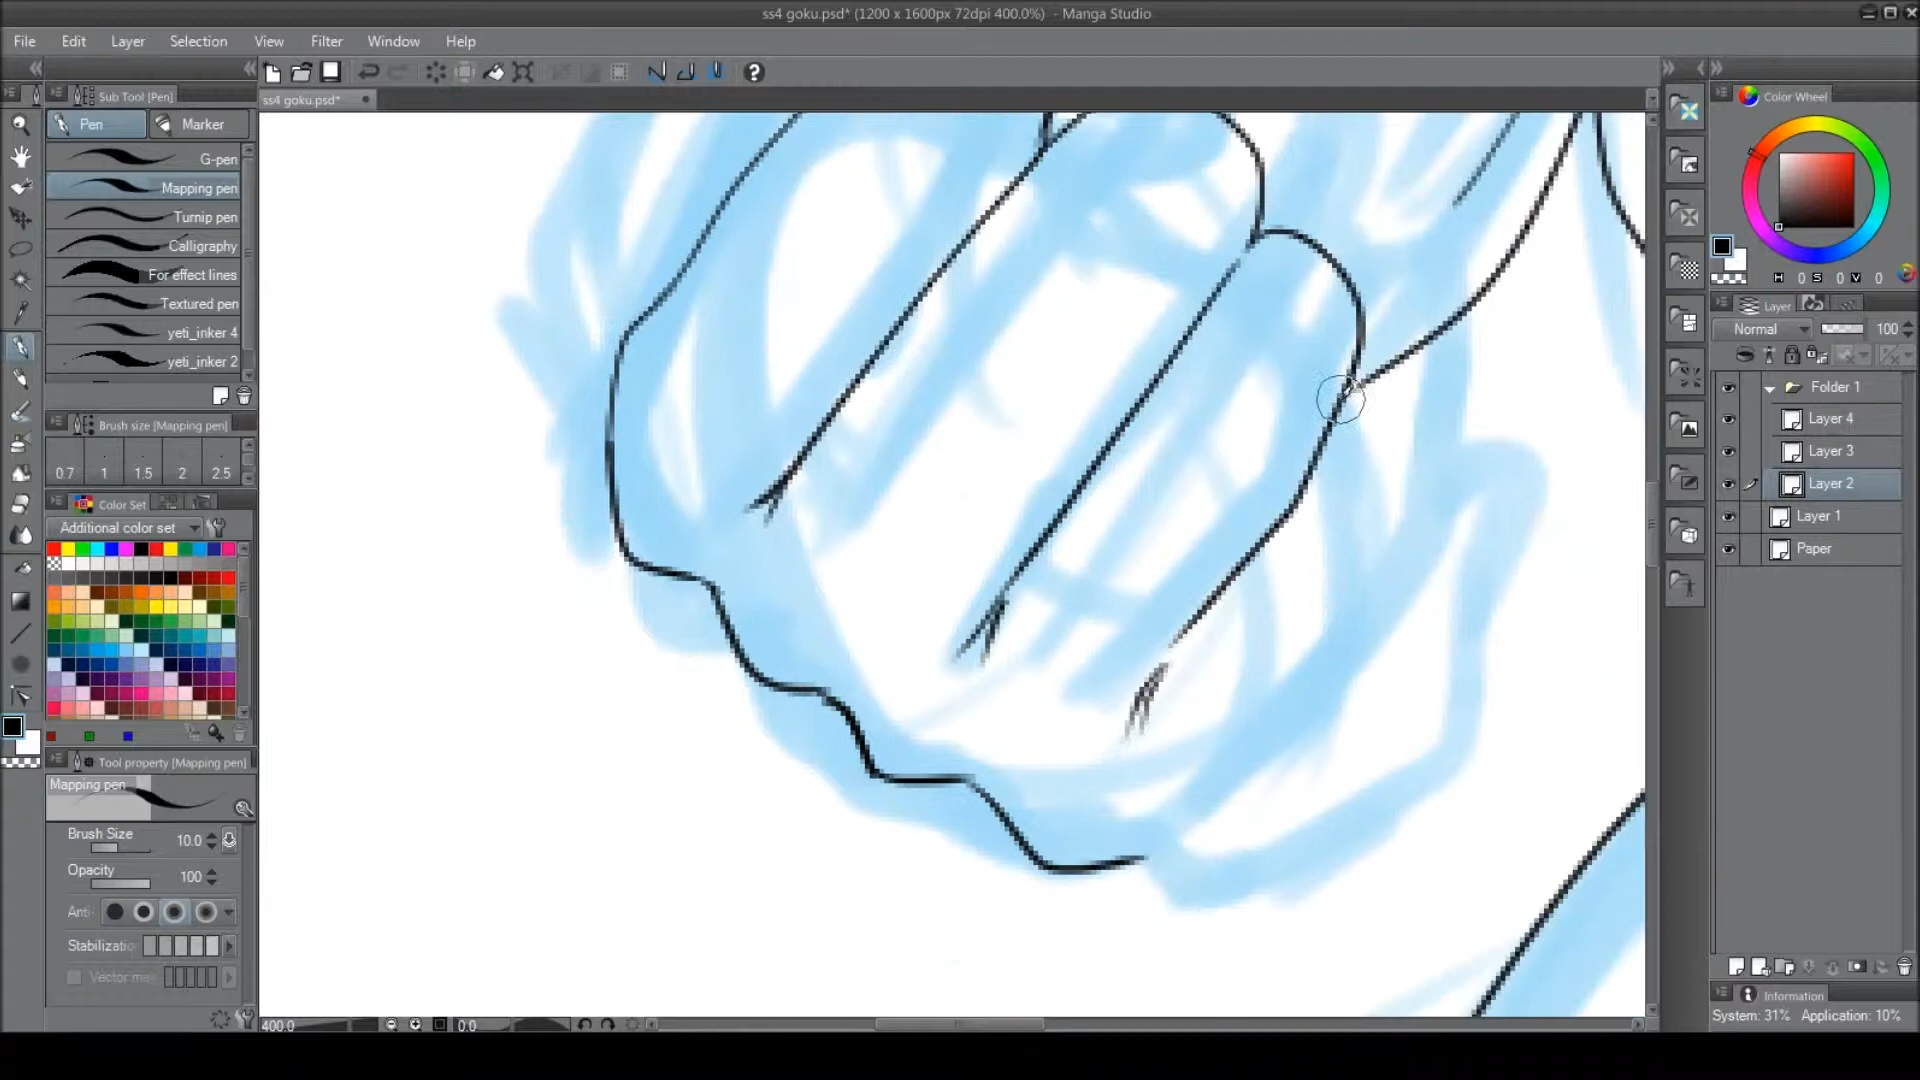 ss4 goku.psd* (1200 x 1600px 72dpi 400.0%)  - Manga Studio
File Edit Layer Selection View Filter Window Help
Sub Tool [Pen]
ss4 goku.psd*
Color Wheel
Pen Marker
G-pen
Mapping pen
Turnip pen
Calligraphy
For effect lines
Textured pen
yeti_inker 4
yeti_inker 2
H 0 S 0 V 0
Layer
Normal 100
Folder 1
Layer 4
Layer 3
Layer 2
Layer 1
Paper
Brush size [Mapping pen]
0.7 1 1.5 2 2.5
Color Set
Additional color set
Tool property [Mapping pen]
Mapping pen
Brush Size 10.0
Opacity 100
Anti-
Stabilizatio
Vector ma
400.0 0.0
Information
System: 31% Application: 10%